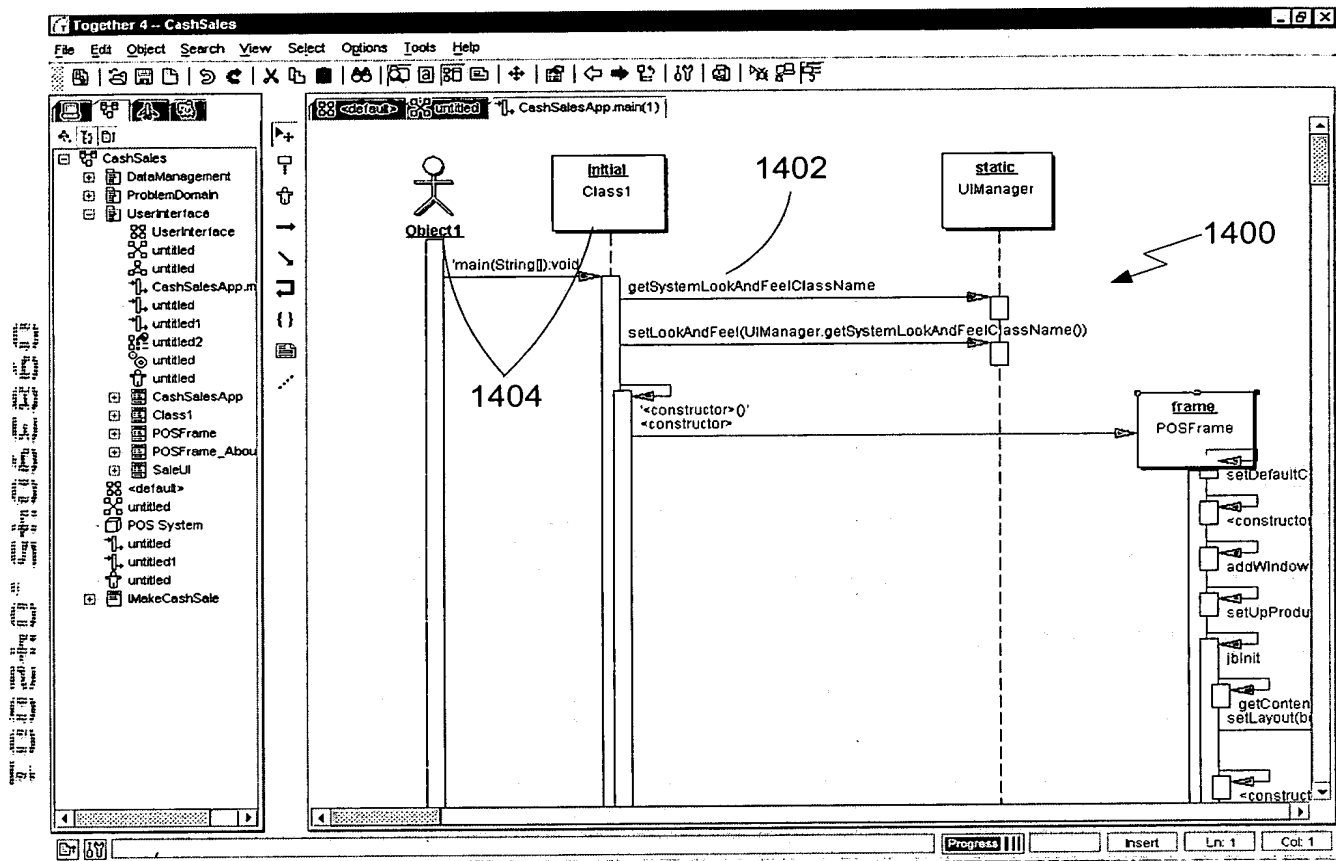 Together 4 -- CashSales
File Edit Object Search View Select Options Tools Help
<default> untitled CashSalesApp.main(1)
CashSales
DataManagement
ProblemDomain
UserInterface
UserInterface
untitled
untitled
CashSalesApp.m
untitled
untitled1
untitled2
untitled
untitled
CashSalesApp
Class1
POSFrame
POSFrame_Abou
SaleUI
<default>
untitled
POS System
untitled
untitled1
untitled
IMakeCashSale
Object1
Initial
Class1
1402
static
UIManager
1400
'main(String[]):void
getSystemLookAndFeelClassName
setLookAndFeel(UIManager.getSystemLookAndFeelClassName())
1404
'<constructor>()'
<constructor>
frame
POSFrame
setDefaultC
<constructor
addWindow
setUpProdu
jbInit
getConten
setLayout(b
<construct
Progress
Insert
Ln: 1
Col: 1